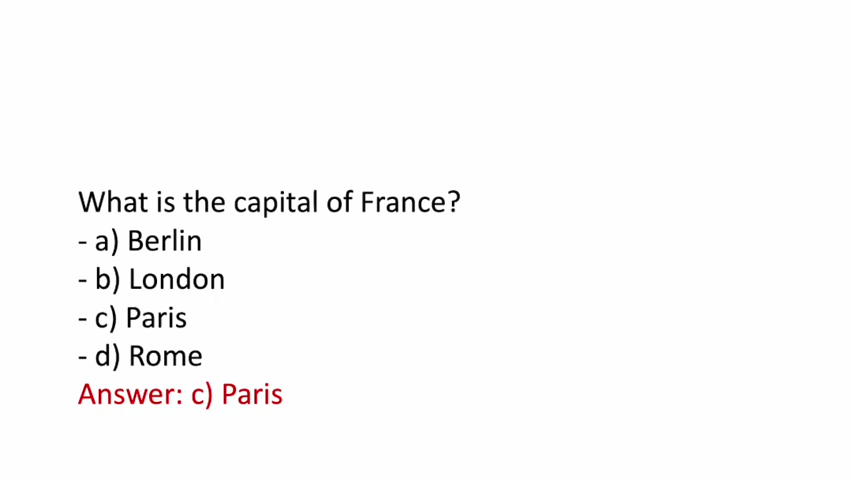 What is the capital of France?
- a) Berlin
- b) London
- c) Paris
- d) Rome
Answer: c) Paris